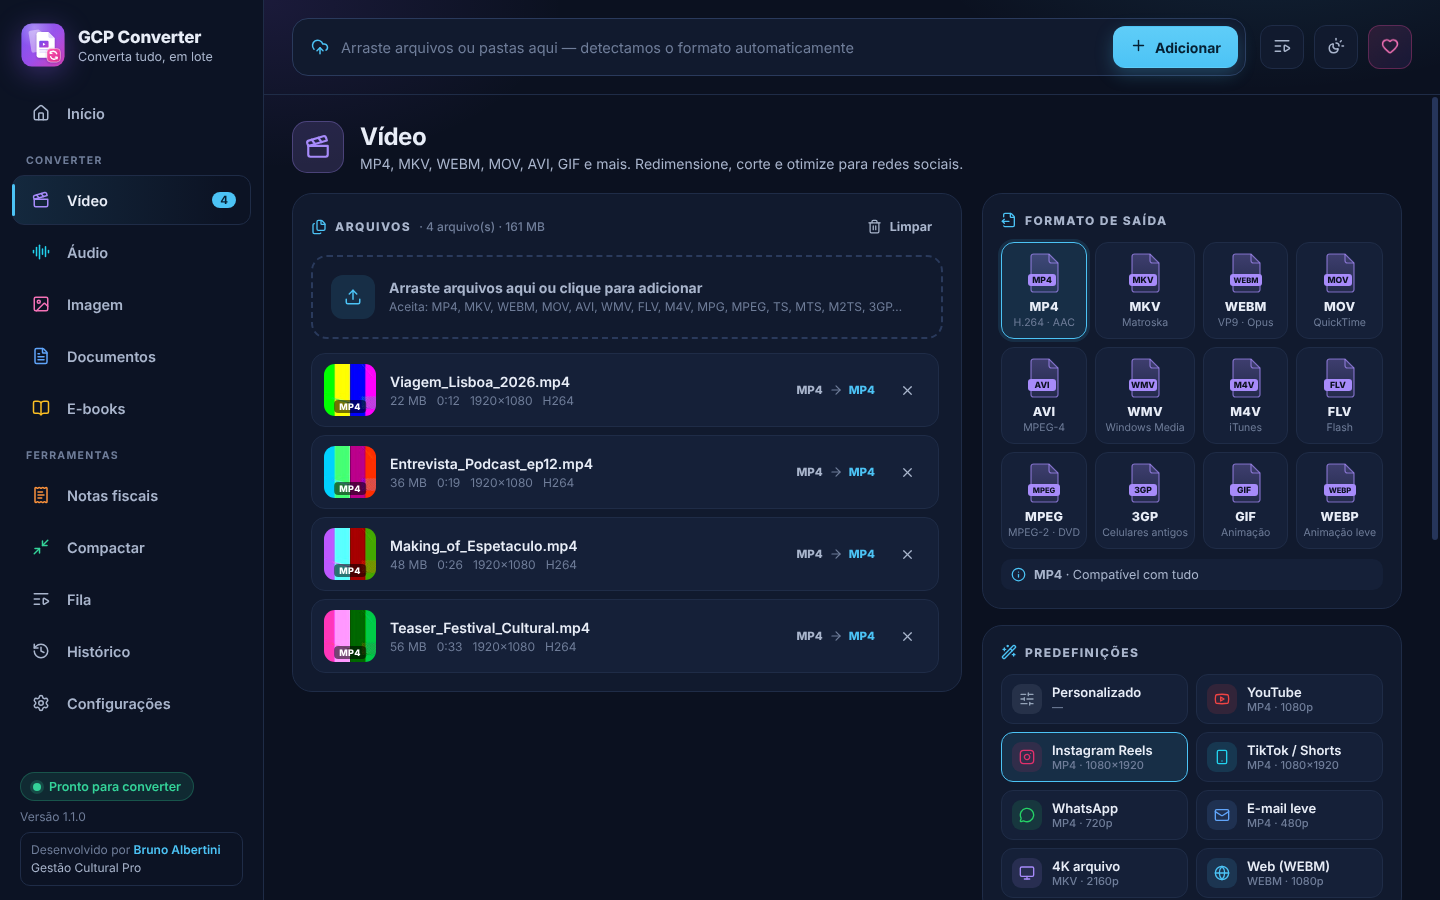 GCP Converter
Converta tudo, em lote
Início
CONVERTER
Vídeo
4
Áudio
Imagem
Documentos
E-books
FERRAMENTAS
Notas fiscais
Compactar
Fila
Histórico
Configurações
Pronto para converter
Versão 1.1.0
Desenvolvido por Bruno Albertini
Gestão Cultural Pro
Arraste arquivos ou pastas aqui — detectamos o formato automaticamente
Adicionar
Vídeo
MP4, MKV, WEBM, MOV, AVI, GIF e mais. Redimensione, corte e otimize para redes sociais.
ARQUIVOS · 4 arquivo(s) · 161 MB
Limpar
Arraste arquivos aqui ou clique para adicionar
Aceita: MP4, MKV, WEBM, MOV, AVI, WMV, FLV, M4V, MPG, MPEG, TS, MTS, M2TS, 3GP...
MP4
Viagem_Lisboa_2026.mp4
22 MB 0:12 1920×1080 H264
MP4 → MP4
MP4
Entrevista_Podcast_ep12.mp4
36 MB 0:19 1920×1080 H264
MP4 → MP4
MP4
Making_of_Espetaculo.mp4
48 MB 0:26 1920×1080 H264
MP4 → MP4
MP4
Teaser_Festival_Cultural.mp4
56 MB 0:33 1920×1080 H264
MP4 → MP4
FORMATO DE SAÍDA
MP4
MP4
H.264 · AAC
MKV
MKV
Matroska
WEBM
WEBM
VP9 · Opus
MOV
MOV
QuickTime
AVI
AVI
MPEG-4
WMV
WMV
Windows Media
M4V
M4V
iTunes
FLV
FLV
Flash
MPEG
MPEG
MPEG-2 · DVD
3GP
3GP
Celulares antigos
GIF
GIF
Animação
WEBP
WEBP
Animação leve
MP4 · Compatível com tudo
PREDEFINIÇÕES
Personalizado
—
YouTube
MP4 · 1080p
Instagram Reels
MP4 · 1080×1920
TikTok / Shorts
MP4 · 1080×1920
WhatsApp
MP4 · 720p
E-mail leve
MP4 · 480p
4K arquivo
MKV · 2160p
Web (WEBM)
WEBM · 1080p